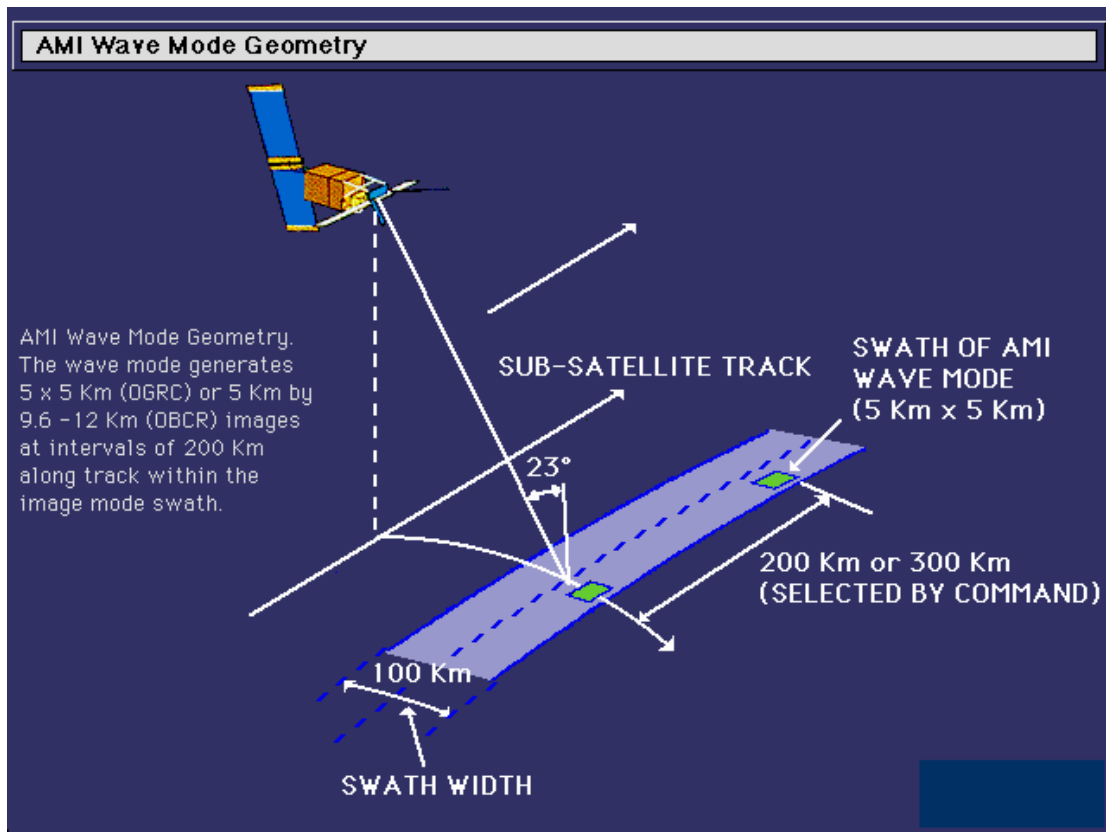 AMI Wave Mode Geometry
AMI Wave Mode Geometry.
The wave mode generates
5 x 5 Km (OGRC) or 5 Km by
9.6 -12 Km (OBCR) images
at intervals of 200 Km
along track within the
image mode swath.
SUB-SATELLITE TRACK
SWATH OF AMI
WAVE MODE
(5 Km x 5 Km)
23°
200 Km or 300 Km
(SELECTED BY COMMAND)
100 Km
SWATH WIDTH